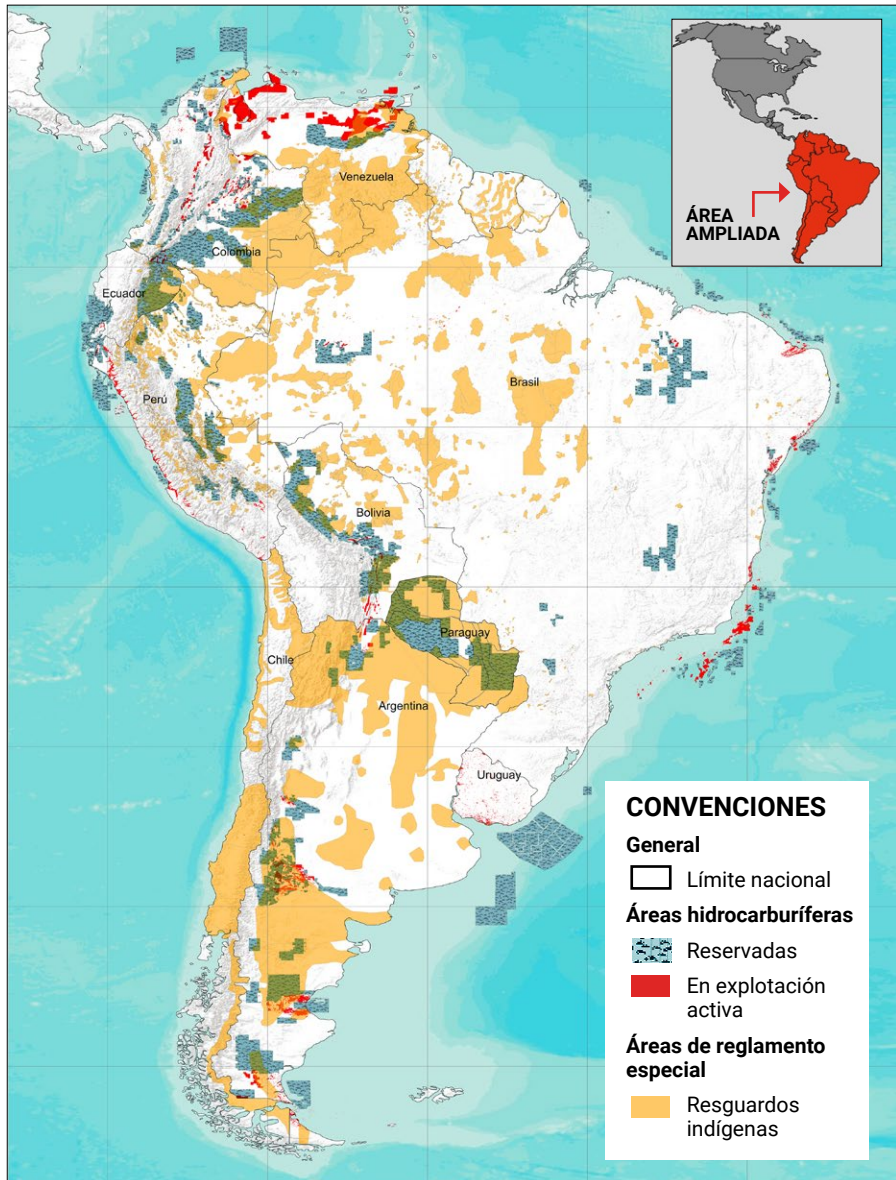 ÁREA
AMPLIADA
Venezuela
Colombia
Ecuador
Brasil
Perú
Bolivia
Paraguay
Chile
Argentina
Uruguay
CONVENCIONES
General
Límite nacional
Áreas hidrocarburíferas
Reservadas
En explotación
activa
Áreas de reglamento
especial
Resguardos
indígenas